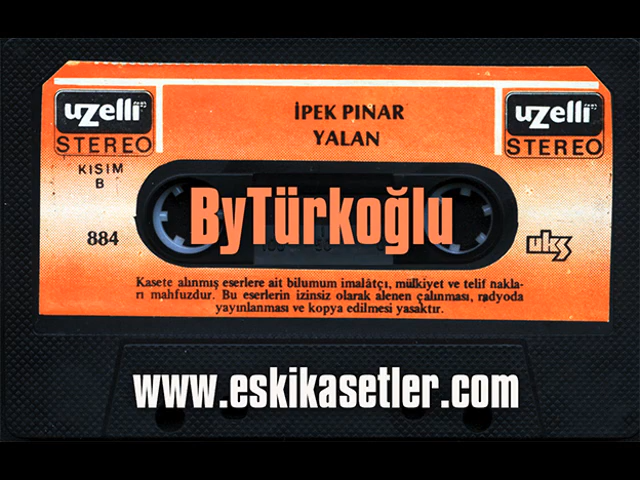 uzelli
STEREO
İPEK PINAR
YALAN
uzelli
STEREO
KISIM
B
884
ByTürkoğlu
uks
Kasete alınmış eserlere ait bilumum imalâtçı, mülkiyet ve telif nakla-
rı mahfuzdur. Bu eserlerin izinsiz olarak alenen çalınması, radyoda
yayınlanması ve kopya edilmesi yasaktır.
www.eskikasetler.com